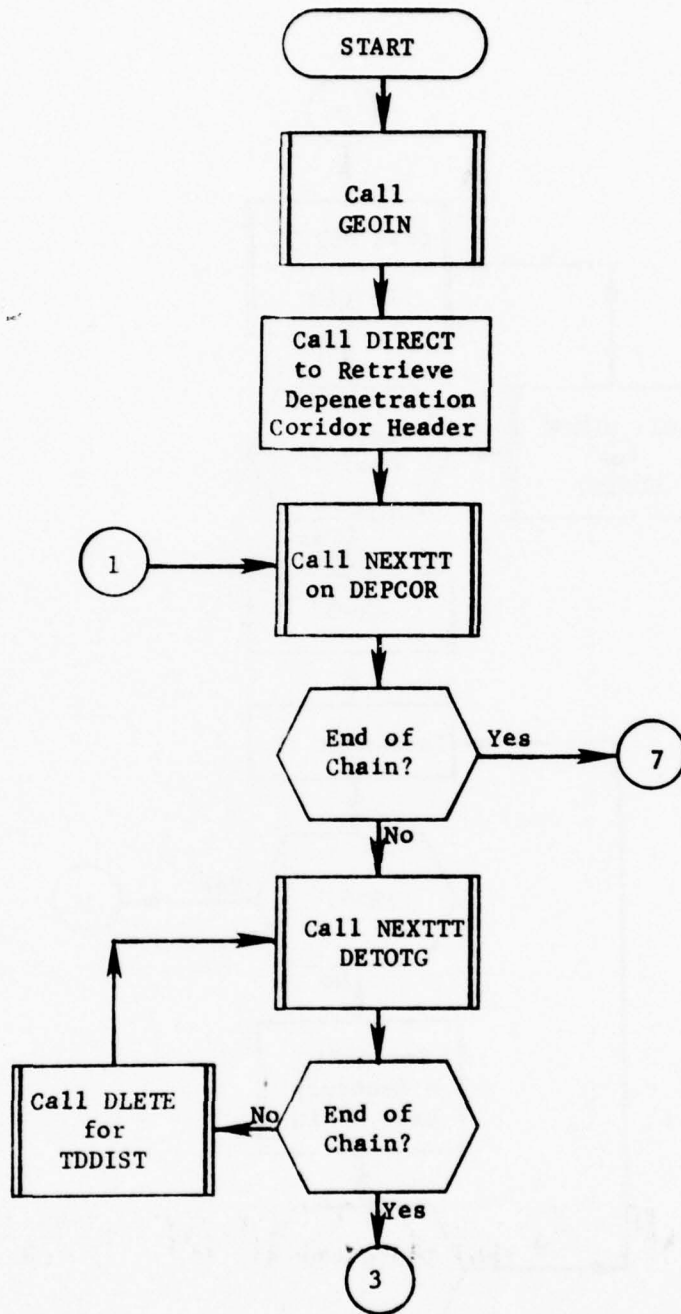 START
Call
GEOIN
Call DIRECT
to Retrieve
Depenetration
Coridor Header
1
Call NEXTTT
on DEPCOR
End of
Chain?
Yes
7
No
Call NEXTTT
DETOTG
Call DLETE
for
TDDIST
No
End of
Chain?
Yes
3